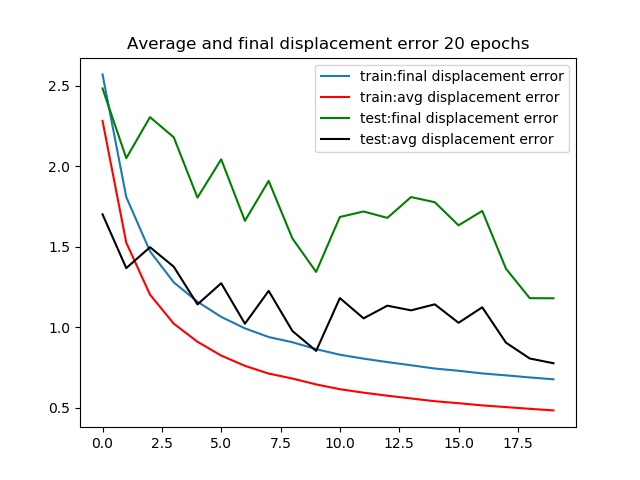 Average and final displacement error 20 epochs
train:final displacement error
train:avg displacement error
test:final displacement error
test:avg displacement error
2.5
2.0
1.5
1.0
0.5
0.0 2.5 5.0 7.5 10.0 12.5 15.0 17.5